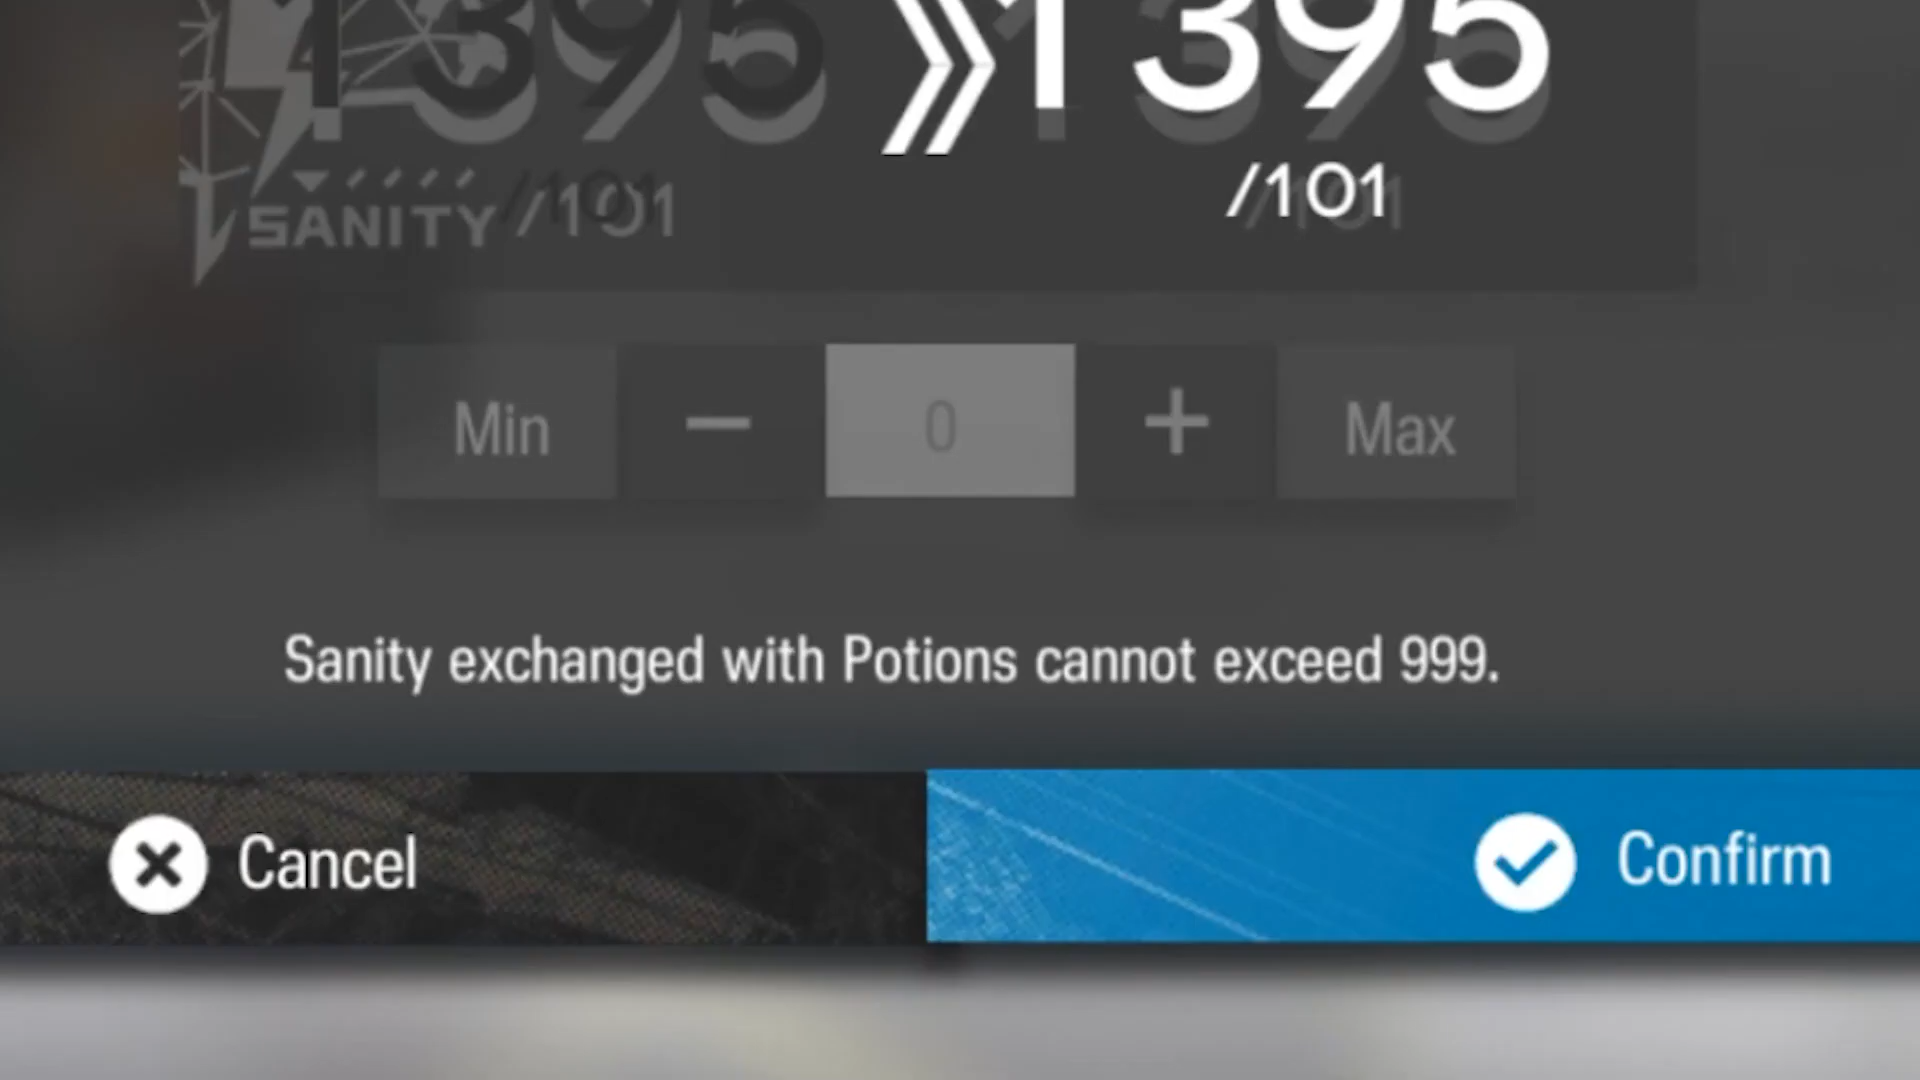 1395 1395
SANITY /101 /101
Min − 0 + Max
Sanity exchanged with Potions cannot exceed 999.
Cancel Confirm